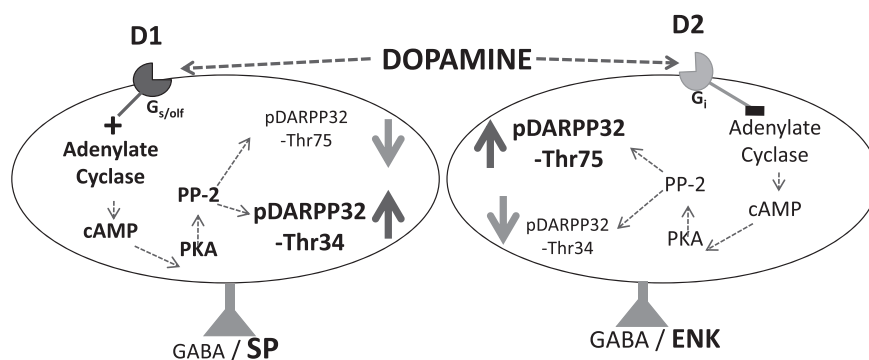 D1
DOPAMINE
D2
Gs/olf
Adenylate
Cyclase
cAMP
PKA
PP-2
pDARPP32
-Thr75
pDARPP32
-Thr34
GABA / SP
Gi
Adenylate
Cyclase
cAMP
PKA
PP-2
pDARPP32
-Thr75
pDARPP32
-Thr34
GABA / ENK